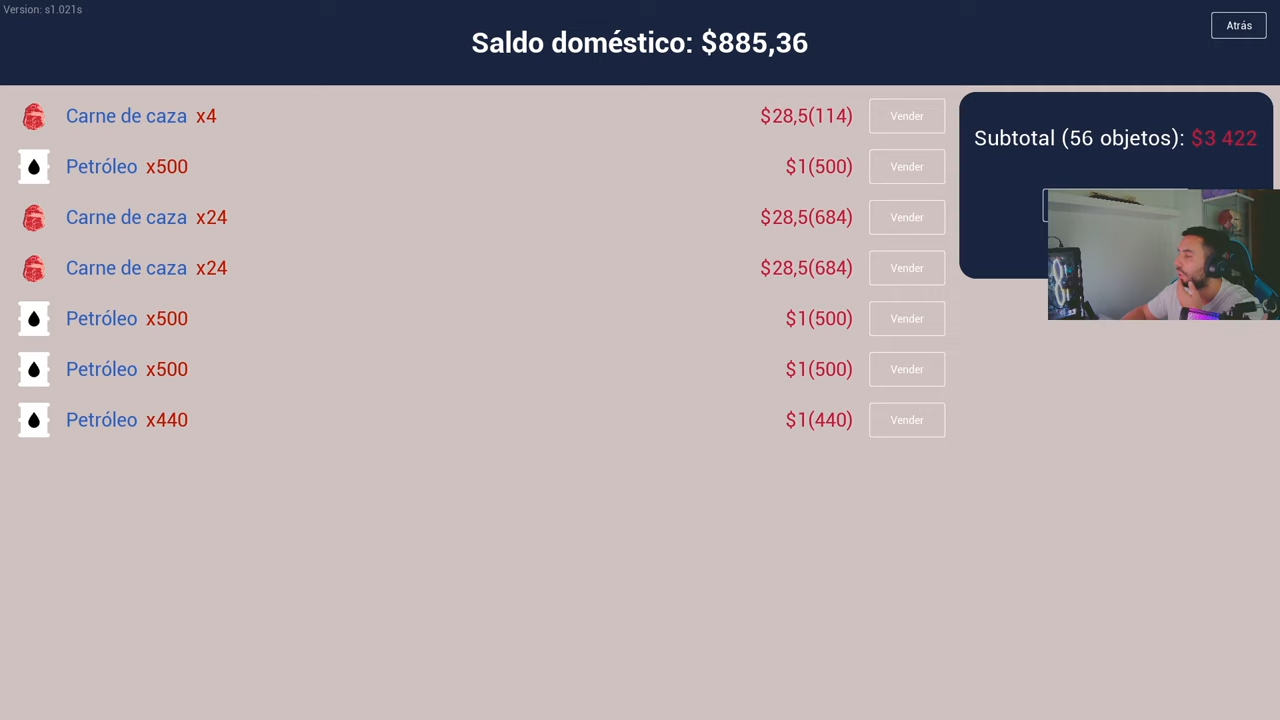 Version: s1.021s
Saldo doméstico: $885,36
Atrás
Carne de caza x4 $28,5(114) Vender
Subtotal (56 objetos): $3 422
Petróleo x500 $1(500) Vender
Carne de caza x24 $28,5(684) Vender
Carne de caza x24 $28,5(684) Vender
Petróleo x500 $1(500) Vender
Petróleo x500 $1(500) Vender
Petróleo x440 $1(440) Vender